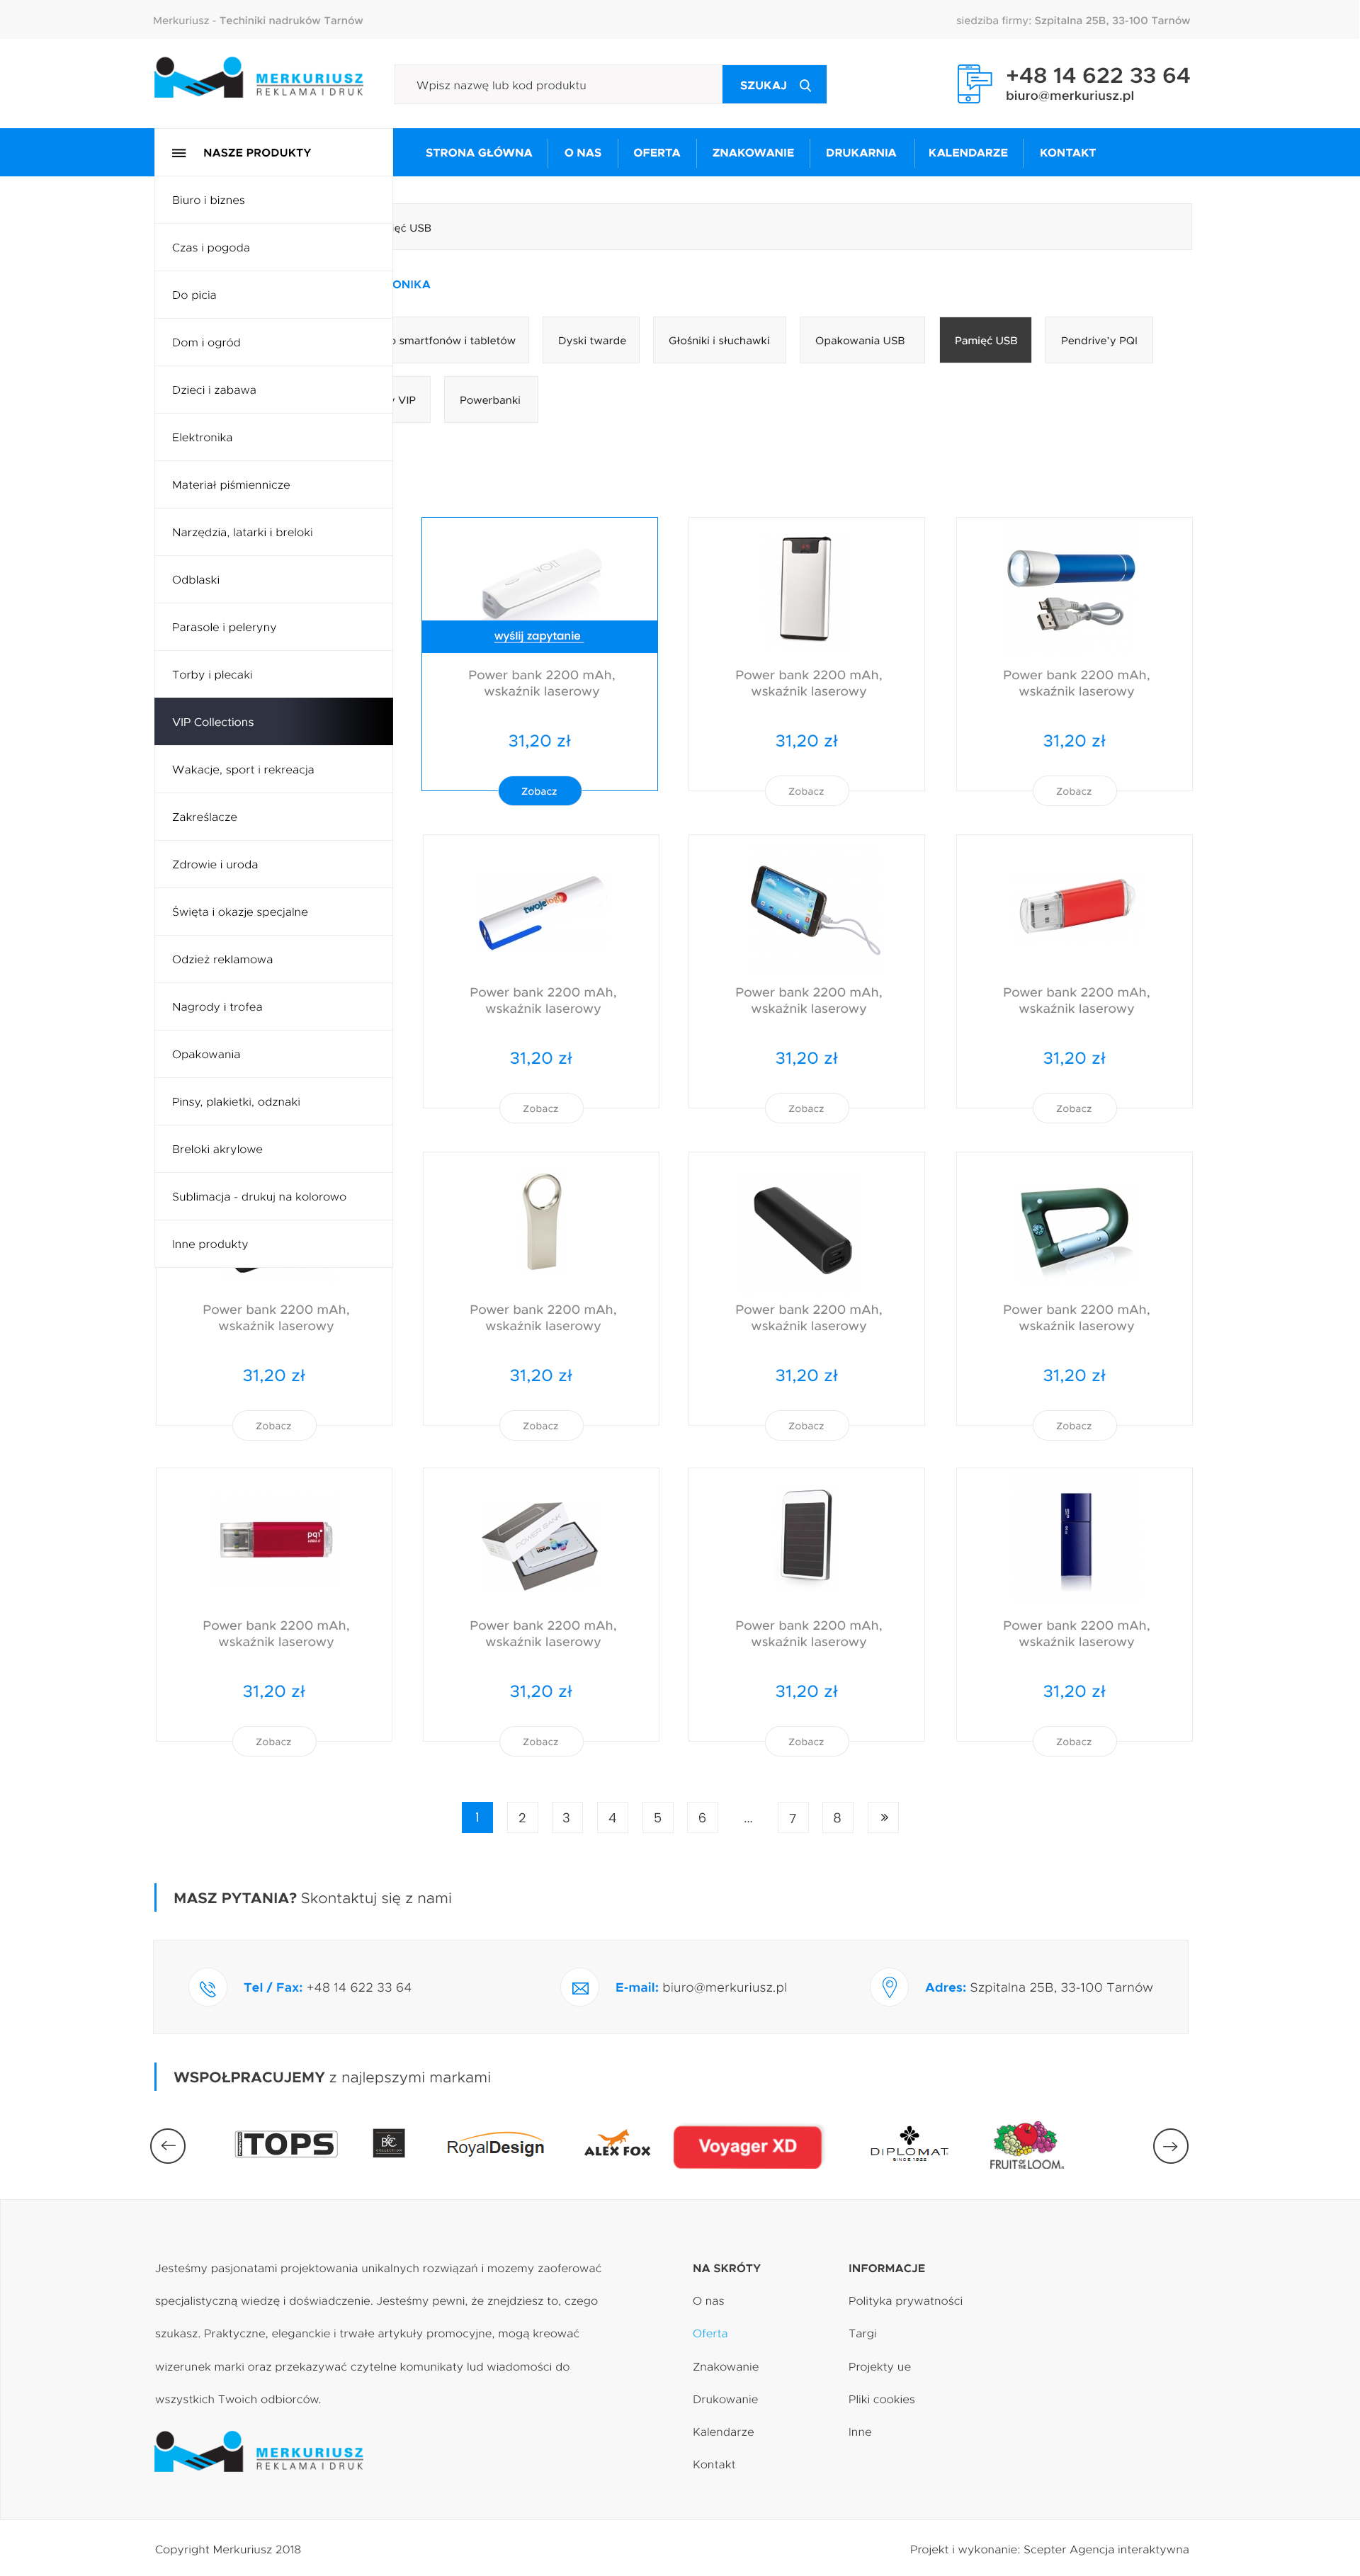 Merkuriusz - Techiniki nadruków Tarnów
siedziba firmy: Szpitalna 25B, 33-100 Tarnów
MERKURIUSZ
REKLAMA I DRUK
Wpisz nazwę lub kod produktu
SZUKAJ
+48 14 622 33 64
biuro@merkuriusz.pl
NASZE PRODUKTY
STRONA GŁÓWNA
O NAS
OFERTA
ZNAKOWANIE
DRUKARNIA
KALENDARZE
KONTAKT
Biuro i biznes
Czas i pogoda
Do picia
Dom i ogród
Dzieci i zabawa
Elektronika
Materiał piśmiennicze
Narzędzia, latarki i breloki
Odblaski
Parasole i peleryny
Torby i plecaki
VIP Collections
Wakacje, sport i rekreacja
Zakreślacze
Zdrowie i uroda
Święta i okazje specjalne
Odzież reklamowa
Nagrody i trofea
Opakowania
Pinsy, plakietki, odznaki
Breloki akrylowe
Sublimacja - drukuj na kolorowo
Inne produkty
ęć USB
ONIKA
smartfonów i tabletów
Dyski twarde
Głośniki i słuchawki
Opakowania USB
Pamięć USB
Pendrive'y PQI
VIP
Powerbanki
wyślij zapytanie
Power bank 2200 mAh,
wskaźnik laserowy
31,20 zł
Zobacz
Power bank 2200 mAh,
wskaźnik laserowy
31,20 zł
Zobacz
Power bank 2200 mAh,
wskaźnik laserowy
31,20 zł
Zobacz
twojelogo
Power bank 2200 mAh,
wskaźnik laserowy
31,20 zł
Zobacz
Power bank 2200 mAh,
wskaźnik laserowy
31,20 zł
Zobacz
Power bank 2200 mAh,
wskaźnik laserowy
31,20 zł
Zobacz
Power bank 2200 mAh,
wskaźnik laserowy
31,20 zł
Zobacz
Power bank 2200 mAh,
wskaźnik laserowy
31,20 zł
Zobacz
Power bank 2200 mAh,
wskaźnik laserowy
31,20 zł
Zobacz
Power bank 2200 mAh,
wskaźnik laserowy
31,20 zł
Zobacz
pqi
Power bank 2200 mAh,
wskaźnik laserowy
31,20 zł
Zobacz
POWER BANK
Power bank 2200 mAh,
wskaźnik laserowy
31,20 zł
Zobacz
Power bank 2200 mAh,
wskaźnik laserowy
31,20 zł
Zobacz
Power bank 2200 mAh,
wskaźnik laserowy
31,20 zł
Zobacz
1 2 3 4 5 6 ... 7 8 »
MASZ PYTANIA? Skontaktuj się z nami
Tel / Fax: +48 14 622 33 64
E-mail: biuro@merkuriusz.pl
Adres: Szpitalna 25B, 33-100 Tarnów
WSPOŁPRACUJEMY z najlepszymi markami
TOPS
RoyalDesign
ALEX FOX
Voyager XD
DIPLOMAT
SINCE 1922
FRUIT OF THE LOOM
Jesteśmy pasjonatami projektowania unikalnych rozwiązań i mozemy zaoferować
specjalistyczną wiedzę i doświadczenie. Jesteśmy pewni, że znejdziesz to, czego
szukasz. Praktyczne, eleganckie i trwałe artykuły promocyjne, mogą kreować
wizerunek marki oraz przekazywać czytelne komunikaty lud wiadomości do
wszystkich Twoich odbiorców.
MERKURIUSZ
REKLAMA I DRUK
NA SKRÓTY
O nas
Oferta
Znakowanie
Drukowanie
Kalendarze
Kontakt
INFORMACJE
Polityka prywatności
Targi
Projekty ue
Pliki cookies
Inne
Copyright Merkuriusz 2018
Projekt i wykonanie: Scepter Agencja interaktywna